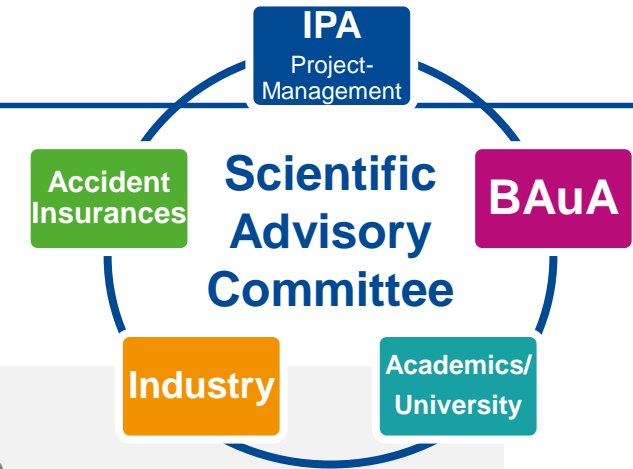 IPA
Project-
Management
Accident
Insurances
Scientific
Advisory
Committee
BAuA
Industry
Academics/
University